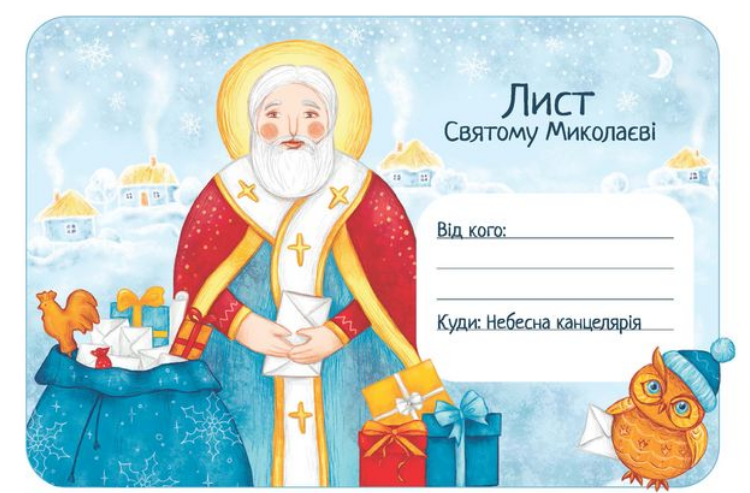 Лист
Святому Миколаєві
Від кого:
Куди: Небесна канцелярія